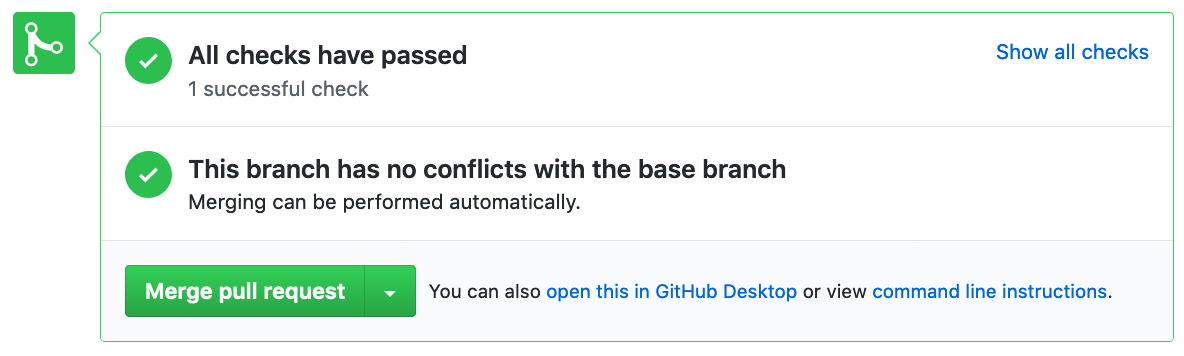 All checks have passed
Show all checks
1 successful check
This branch has no conflicts with the base branch
Merging can be performed automatically.
Merge pull request
You can also open this in GitHub Desktop or view command line instructions.